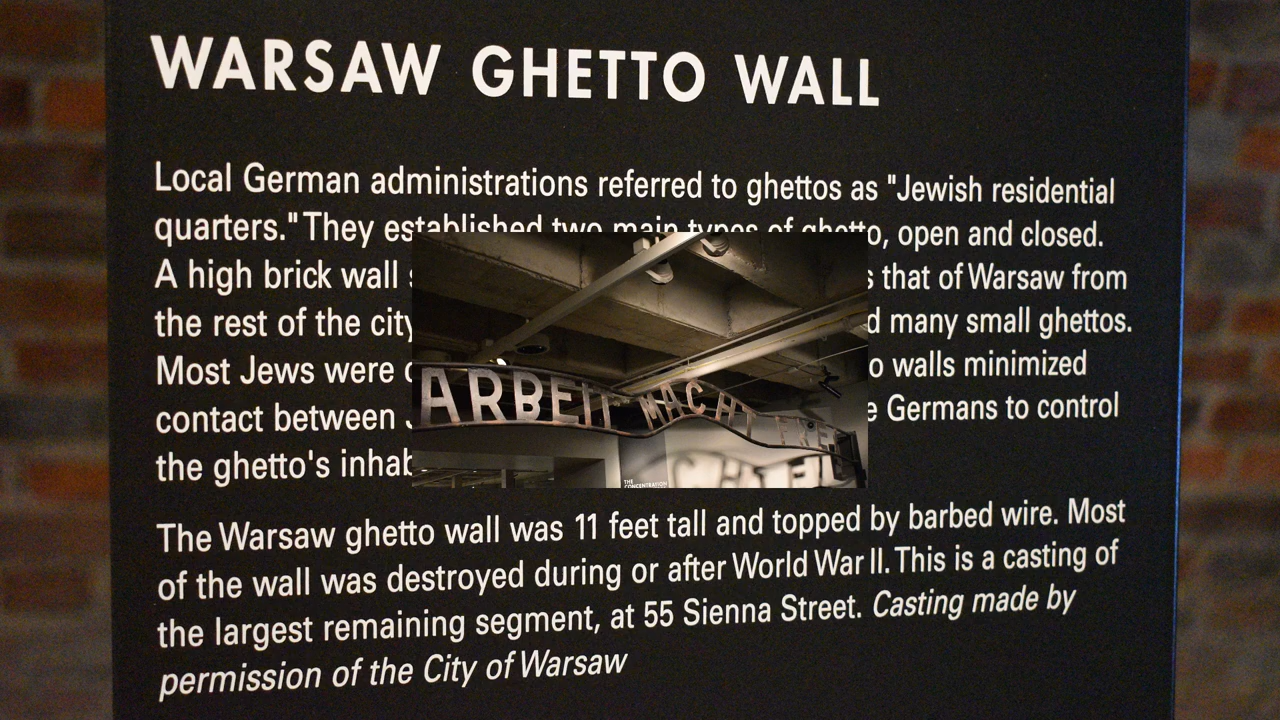 WARSAW GHETTO WALL
Local German administrations referred to ghettos as "Jewish residential
quarters." They established two main types of ghetto, open and closed.
A high brick wall that of Warsaw from
the rest of the city many small ghettos.
Most Jews were walls minimized
contact between Germans to control
the ghetto's
ARBEIT MACHT FREI
THE
CONCENTRATION
The Warsaw ghetto wall was 11 feet tall and topped by barbed wire. Most
of the wall was destroyed during or after World War II. This is a casting of
the largest remaining segment, at 55 Sienna Street. Casting made by
permission of the City of Warsaw